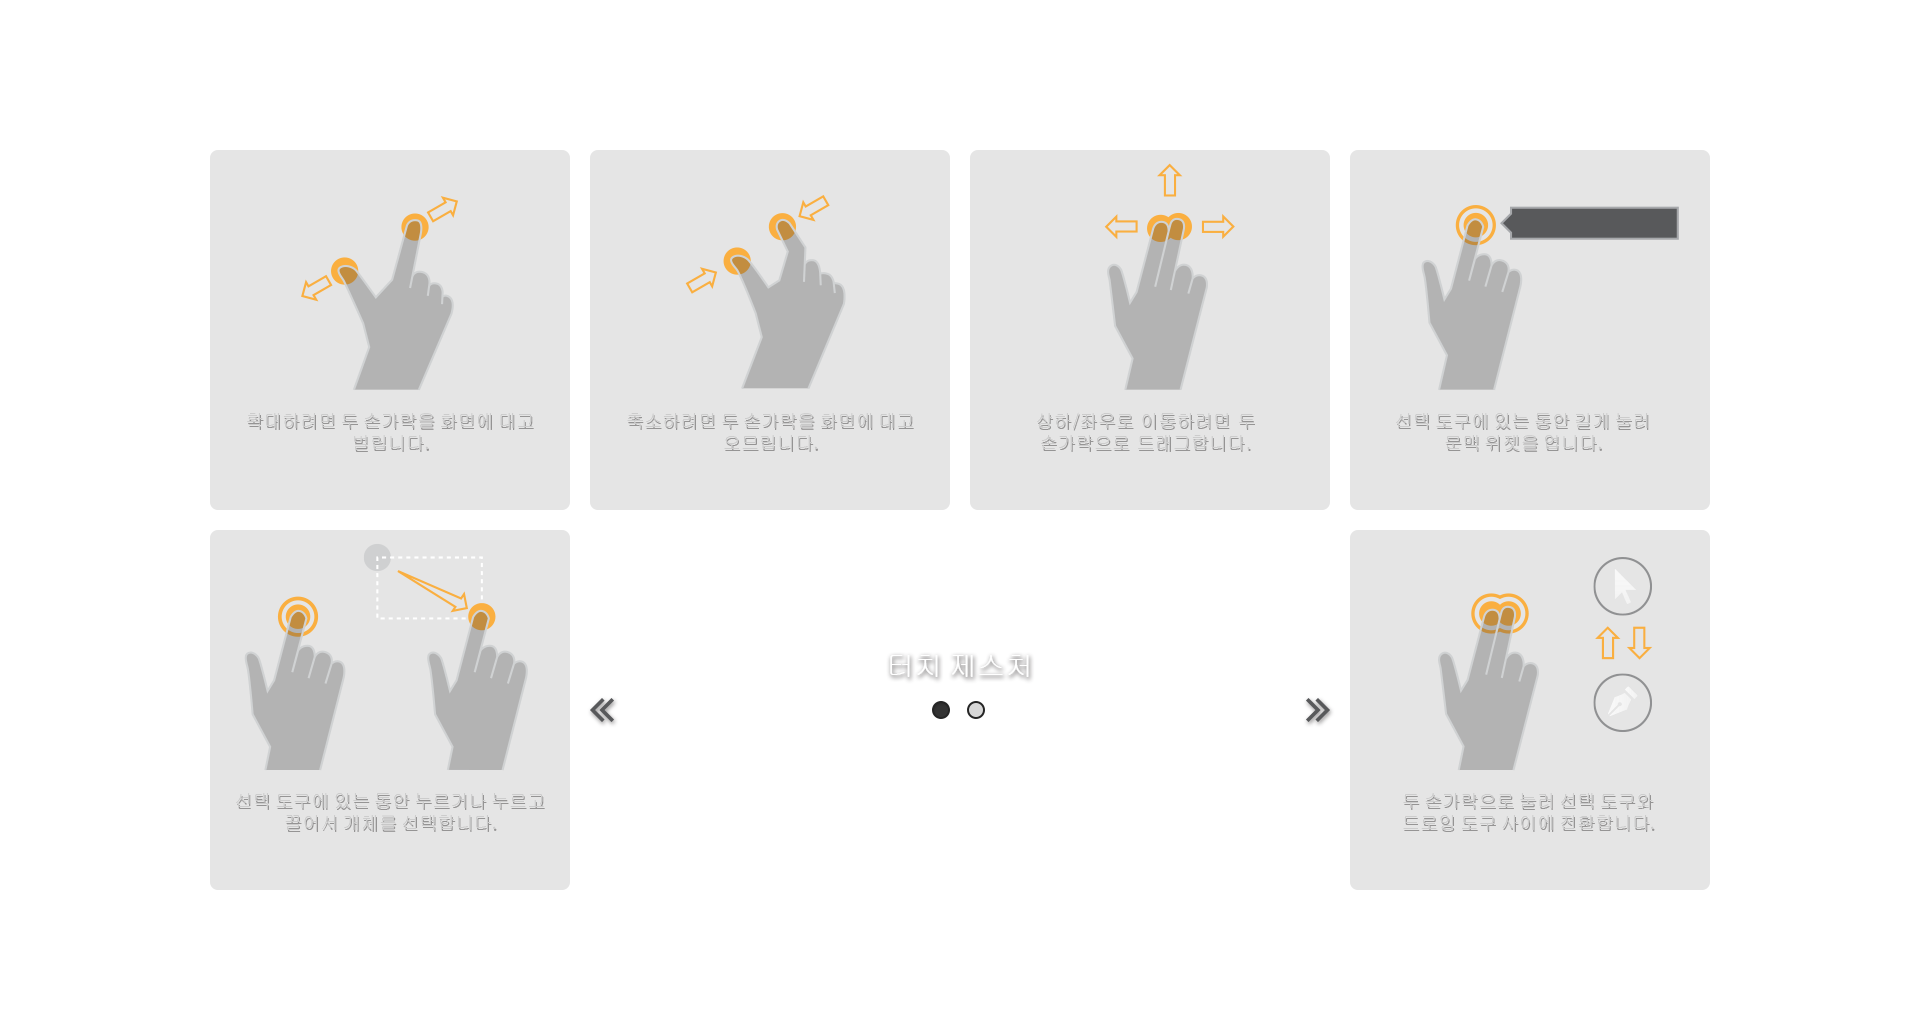 확대하려면 두 손가락을 화면에 대고
벌립니다.
축소하려면 두 손가락을 화면에 대고
오므립니다.
상하/좌우로 이동하려면 두
손가락으로 드래그합니다.
선택 도구에 있는 동안 길게 눌러
문맥 위젯을 엽니다.
선택 도구에 있는 동안 누르거나 누르고
끌어서 개체를 선택합니다.
터치 제스처
두 손가락으로 눌러 선택 도구와
드로잉 도구 사이에 전환합니다.